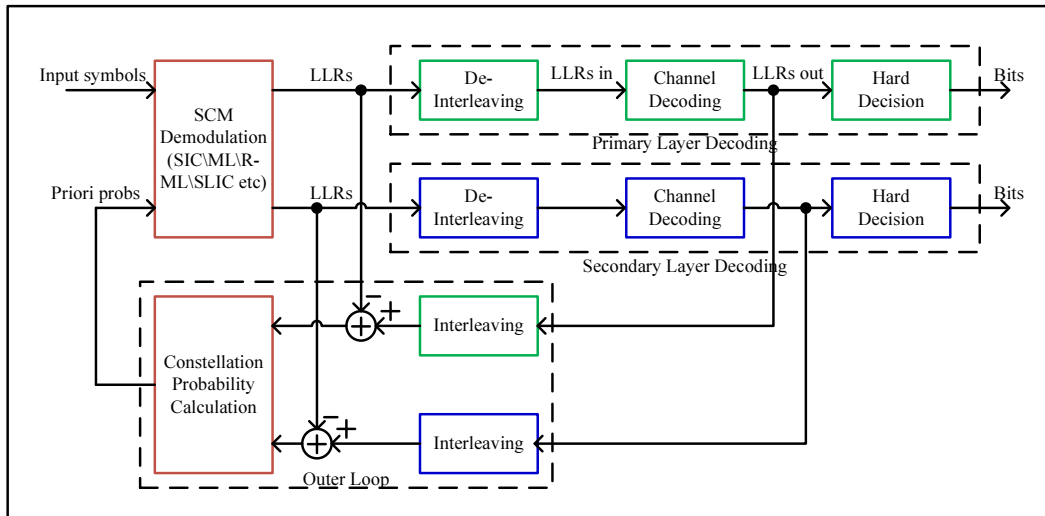 Input symbols
SCM
Demodulation
(SIC\ML\R-
ML\SLIC etc)
Priori probs
LLRs
De-
Interleaving
LLRs in
Channel
Decoding
LLRs out
Hard
Decision
Bits
Primary Layer Decoding
LLRs
De-
Interleaving
Channel
Decoding
Hard
Decision
Bits
Secondary Layer Decoding
Constellation
Probability
Calculation
−
+
+
Interleaving
−
+
+
Interleaving
Outer Loop